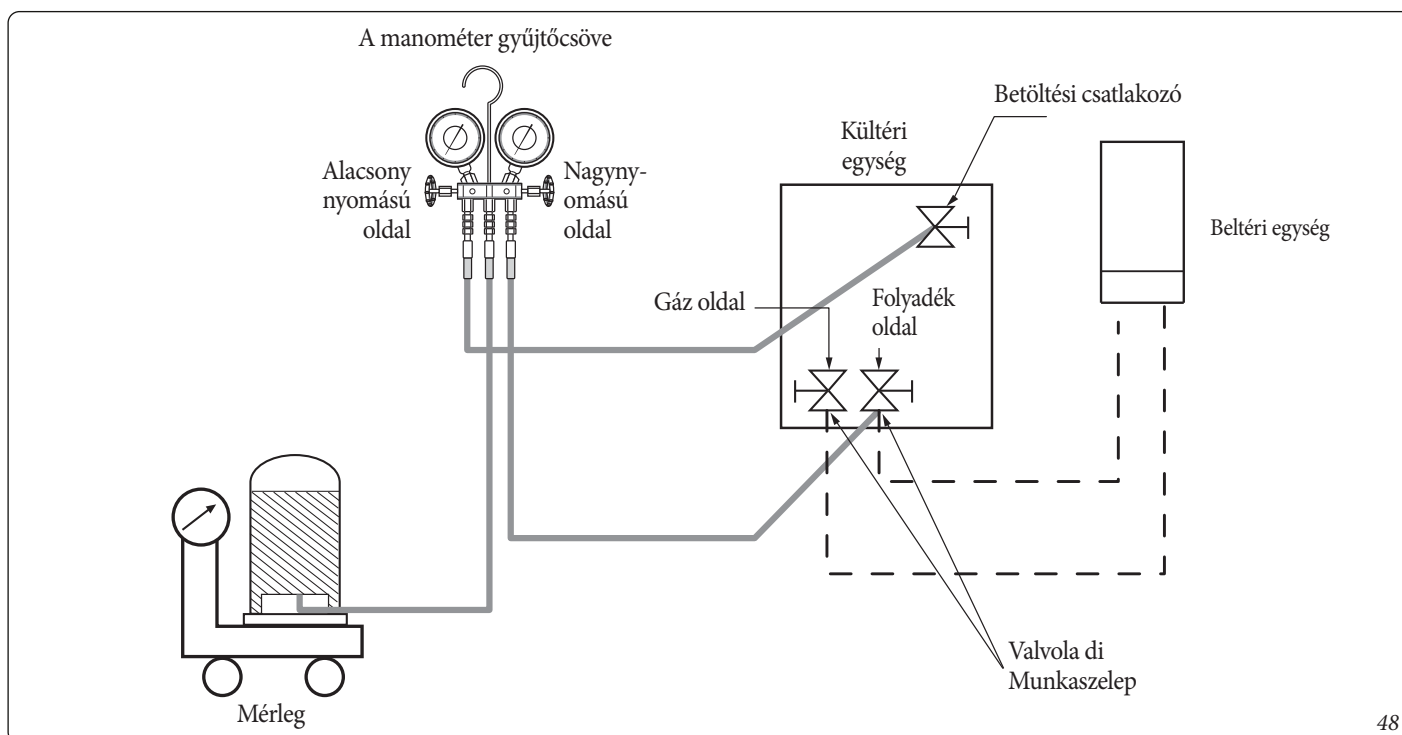 A manométer gyűjtőcsöve
Betöltési csatlakozó
Kültéri
egység
Alacsony
nyomású
oldal
Nagyny-
omású
oldal
Beltéri egység
Gáz oldal
Folyadék
oldal
Valvola di
Munkaszelep
Mérleg
48